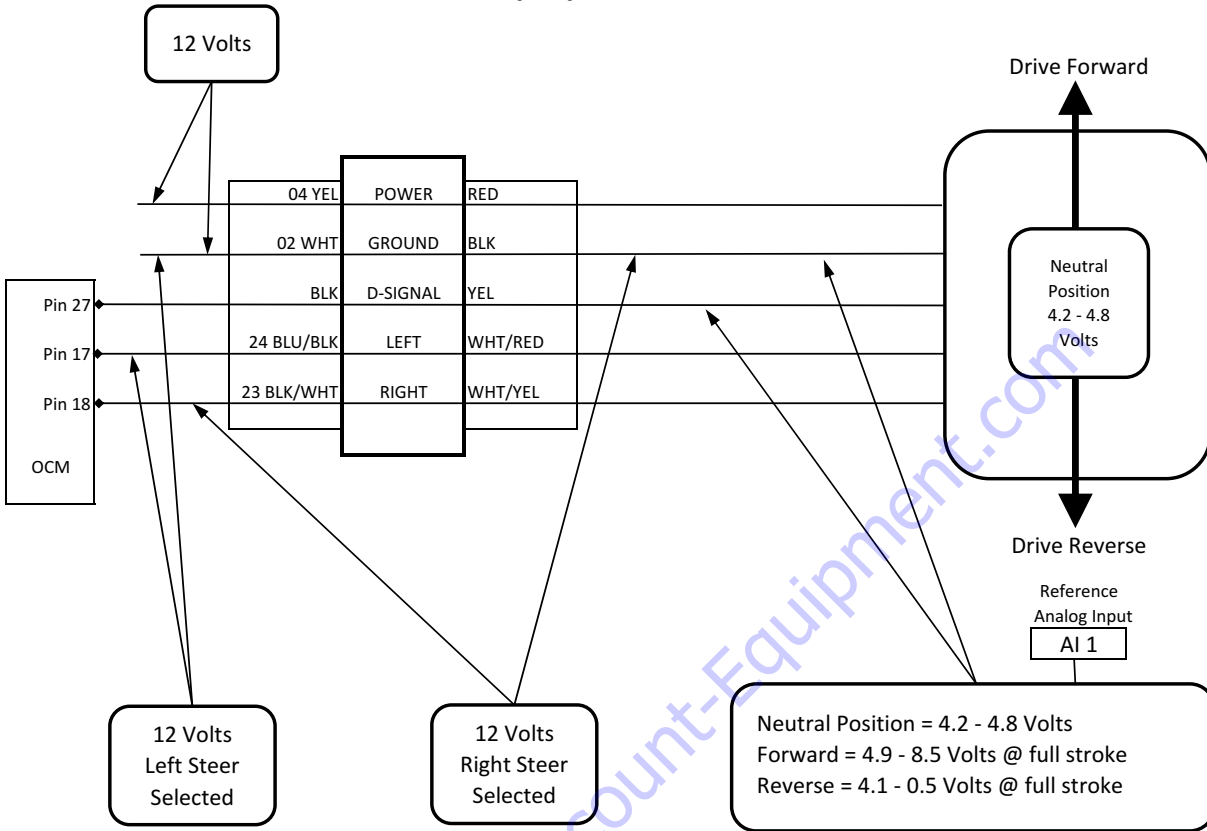 12 Volts
Drive Forward
04 YEL POWER RED
02 WHT GROUND BLK
Pin 27 BLK D-SIGNAL YEL
Pin 17 24 BLU/BLK LEFT WHT/RED
Pin 18 23 BLK/WHT RIGHT WHT/YEL
OCM
Neutral
Position
4.2 - 4.8
Volts
Drive Reverse
Reference
Analog Input
AI 1
12 Volts
Left Steer
Selected
12 Volts
Right Steer
Selected
Neutral Position = 4.2 - 4.8 Volts
Forward = 4.9 - 8.5 Volts @ full stroke
Reverse = 4.1 - 0.5 Volts @ full stroke
count-Equipment.com